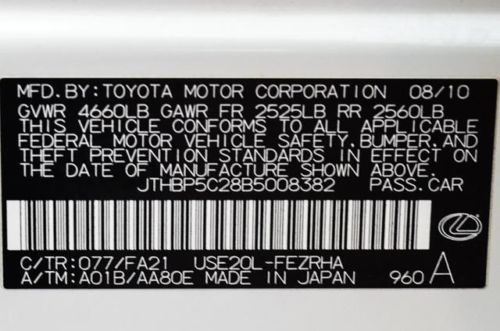 MFD. BY: TOYOTA MOTOR CORPORATION 08/10
GVWR 4660LB GAWR FR 2525LB RR 2560LB
THIS VEHICLE CONFORMS TO ALL APPLICABLE
FEDERAL MOTOR VEHICLE SAFETY, BUMPER, AND
THEFT PREVENTION STANDARDS IN EFFECT ON
THE DATE OF MANUFACTURE SHOWN ABOVE.
JTHBP5C28B5008382 PASS. CAR
C/TR: 077/FA21 USE20L-FEZRHA
A/TM: A01B/AA80E MADE IN JAPAN 960 A